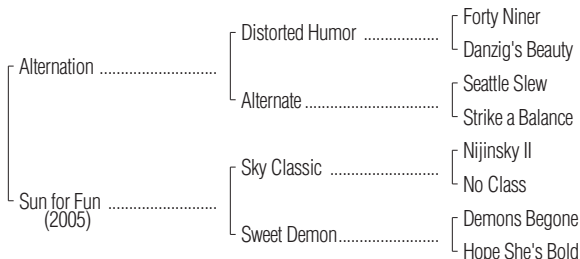 Forty Niner
Distorted Humor ..................
Danzig's Beauty
Alternation ............................
Seattle Slew
Alternate ................................
Strike a Balance
Nijinsky II
Sky Classic ..........................
No Class
Sun for Fun ..........................
(2005)
Demons Begone
Sweet Demon........................
Hope She's Bold